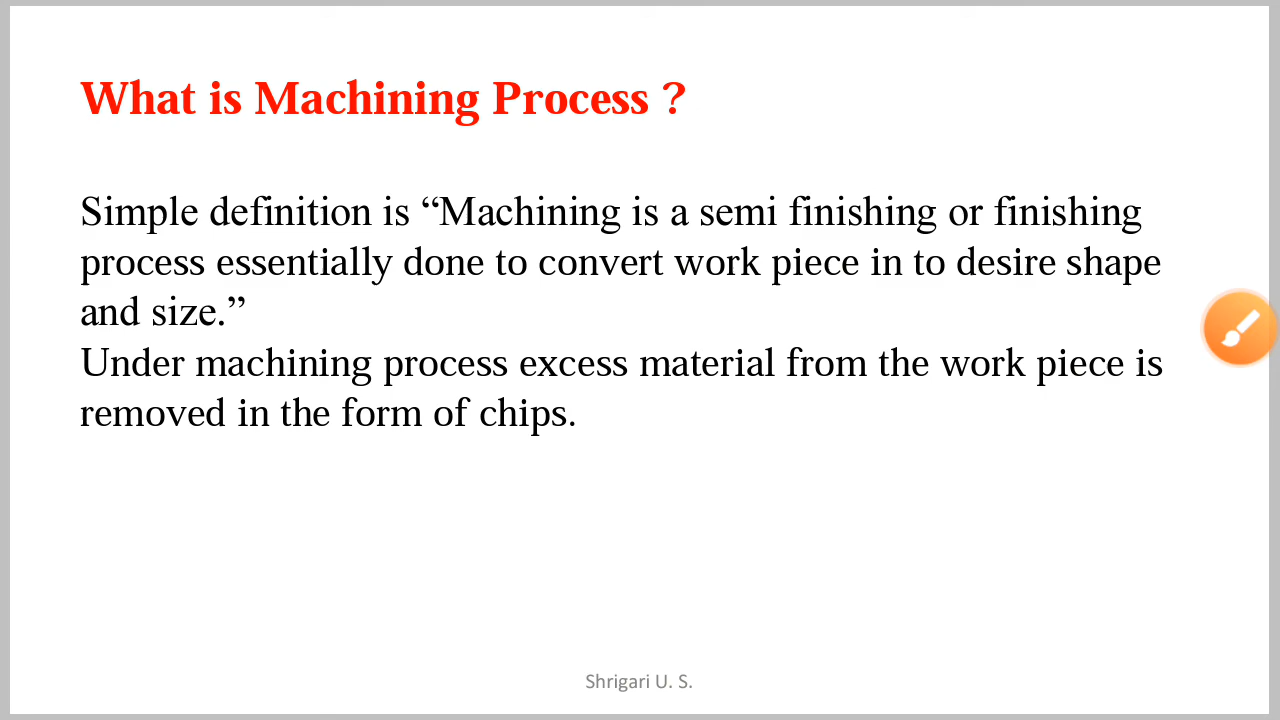 What is Machining Process ?
Simple definition is “Machining is a semi finishing or finishing
process essentially done to convert work piece in to desire shape
and size.”
Under machining process excess material from the work piece is
removed in the form of chips.
Shrigari U. S.